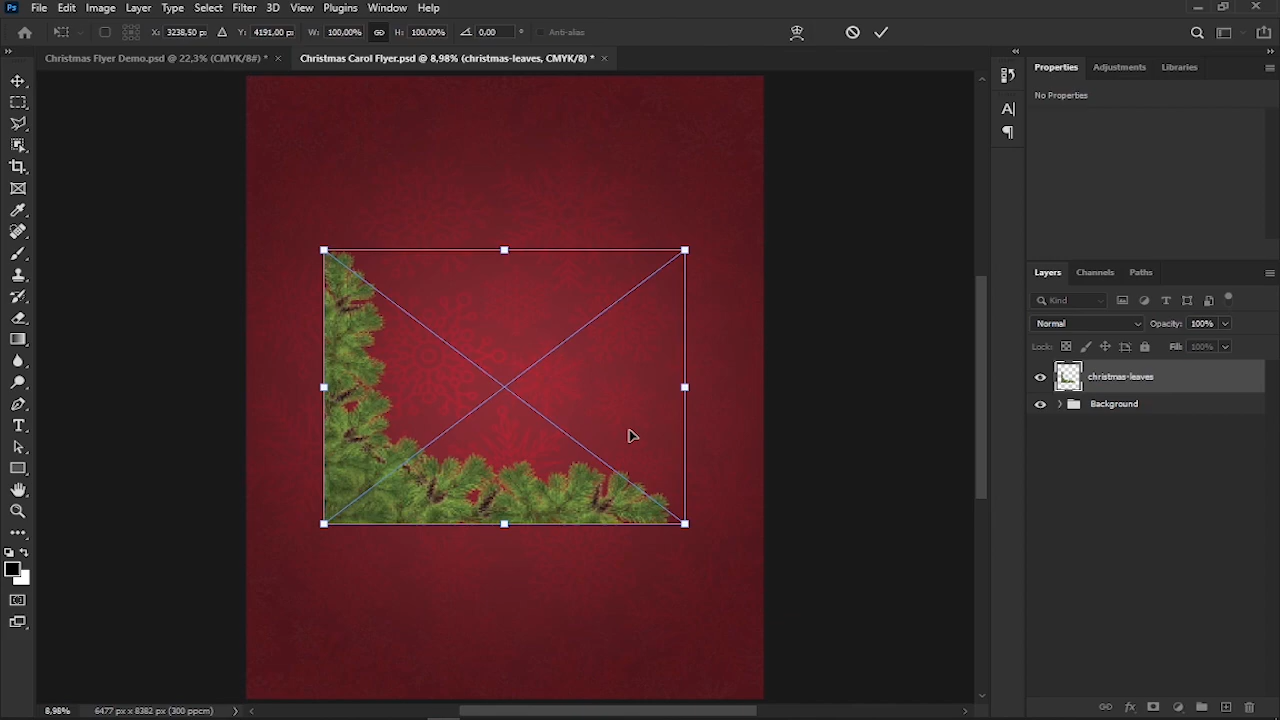 Ps File Edit Image Layer Type Select Filter 3D View Plugins Window Help
X: 3238,50 px Y: 4191,00 px W: 100,00% H: 100,00% 0,00 ° Anti-alias
Christmas Flyer Demo.psd @ 22,3% (CMYK/8#) * × Christmas Carol Flyer.psd @ 8,98% (christmas-leaves, CMYK/8) * ×
Properties Adjustments Libraries
No Properties
Layers Channels Paths
Kind
Normal Opacity: 100%
Lock: Fill: 100%
christmas-leaves
Background
8,98% 6477 px x 8382 px (300 ppcm)